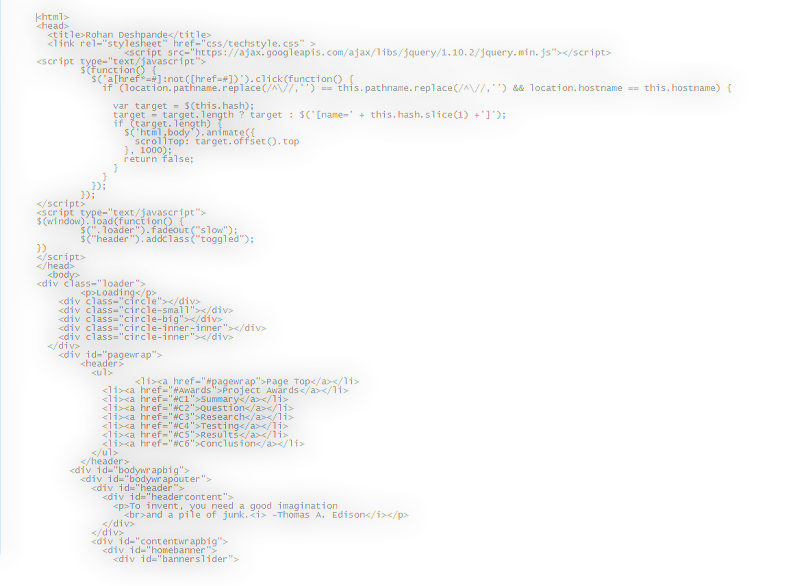 <html>
<head>
<title>Rohan Deshpande</title>
<link rel="stylesheet" href="css/techstyle.css" >
<script src="https://ajax.googleapis.com/ajax/libs/jquery/1.10.2/jquery.min.js"></script>
<script type="text/javascript">
$(function() {
$('a[href*=#]:not([href=#])').click(function() {
if (location.pathname.replace(/^\//,'') == this.pathname.replace(/^\//,'') && location.hostname == this.hostname) {
var target = $(this.hash);
target = target.length ? target : $('[name=' + this.hash.slice(1) +']');
if (target.length) {
$('html,body').animate({
scrollTop: target.offset().top
}, 1000);
return false;
}
}
});
});
</script>
<script type="text/javascript">
$(window).load(function() {
$(".loader").fadeOut("slow");
$("header").addClass("toggled");
})
</script>
</head>
<body>
<div class="loader">
<p>Loading</p>
<div class="circle"></div>
<div class="circle-small"></div>
<div class="circle-big"></div>
<div class="circle-inner-inner"></div>
<div class="circle-inner"></div>
</div>
<div id="pagewrap">
<header>
<ul>
<li><a href="#pagewrap">Page Top</a></li>
<li><a href="#Awards">Project Awards</a></li>
<li><a href="#C1">Summary</a></li>
<li><a href="#C2">Question</a></li>
<li><a href="#C3">Research</a></li>
<li><a href="#C4">Testing</a></li>
<li><a href="#C5">Results</a></li>
<li><a href="#C6">Conclusion</a></li>
</ul>
</header>
<div id="bodywrapbig">
<div id="bodywrapouter">
<div id="header">
<div id="headercontent">
<p>To invent, you need a good imagination
<br>and a pile of junk.<i> -Thomas A. Edison</i></p>
</div>
</div>
<div id="contentwrapbig">
<div id="homebanner">
<div id="bannerslider">